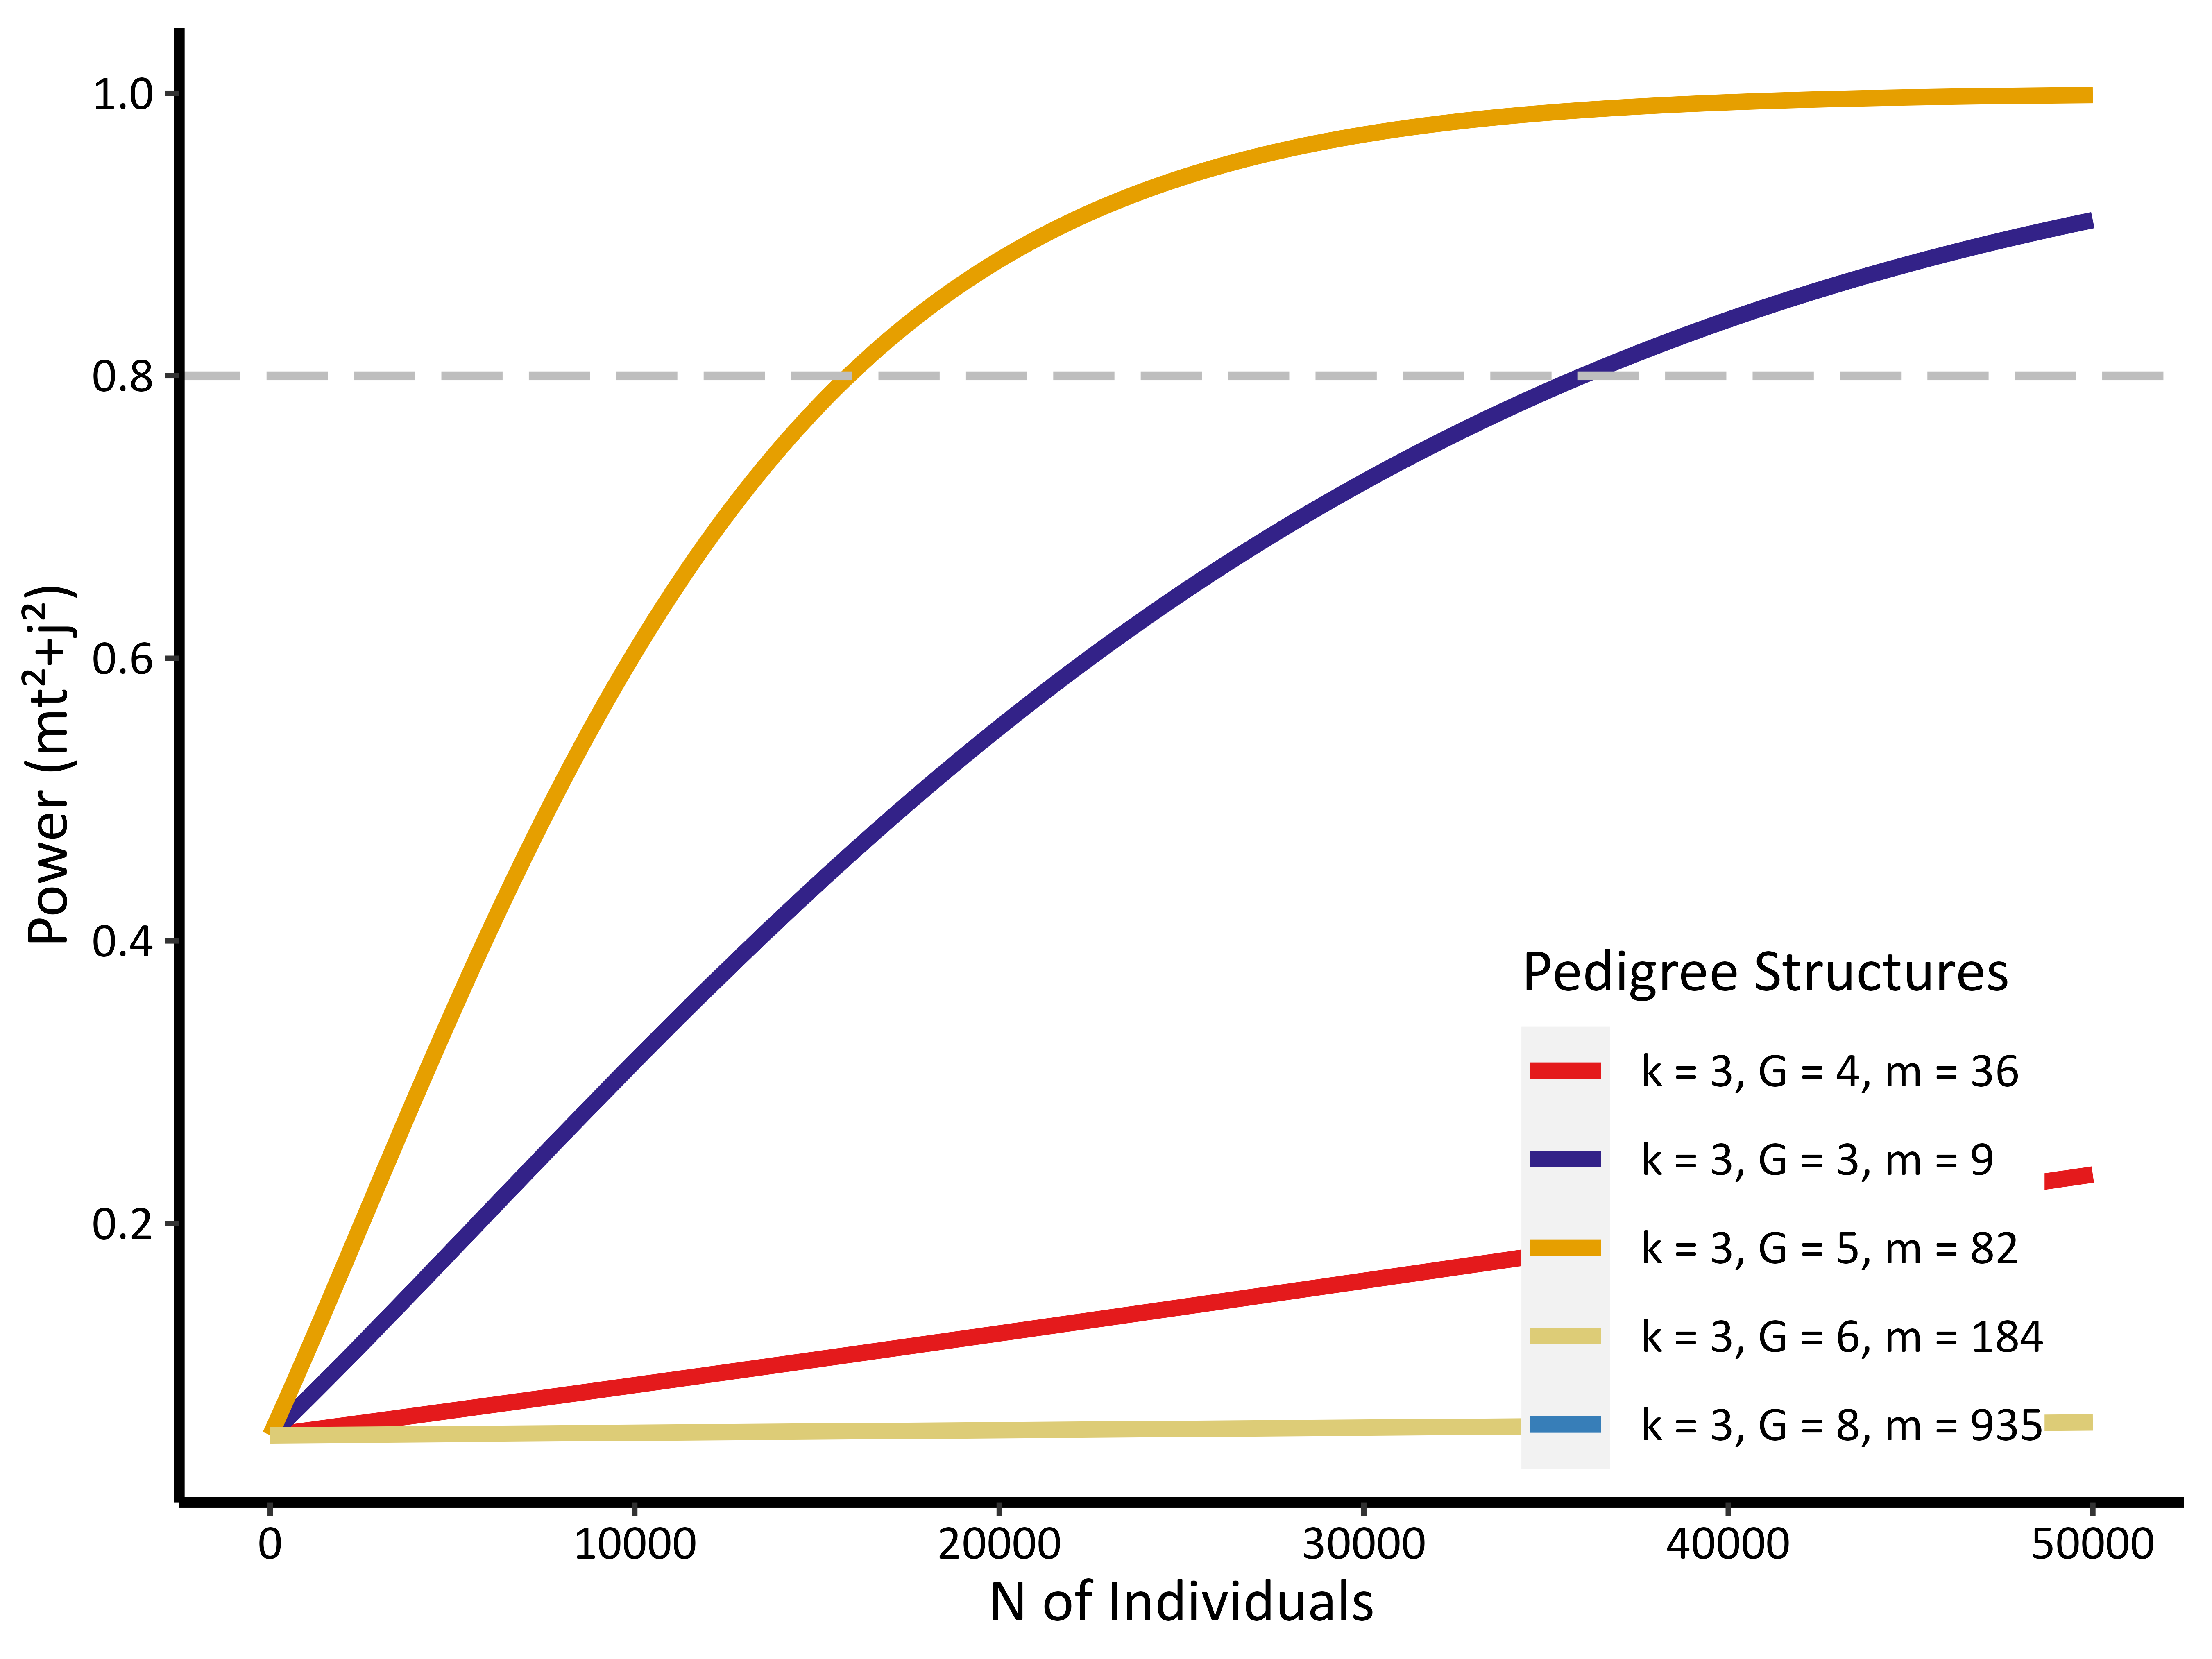 Power (mt²+j²)
1.0
0.8
0.6
0.4
0.2
Pedigree Structures
k = 3, G = 4, m = 36
k = 3, G = 3, m = 9
k = 3, G = 5, m = 82
k = 3, G = 6, m = 184
k = 3, G = 8, m = 935
0 10000 20000 30000 40000 50000
N of Individuals